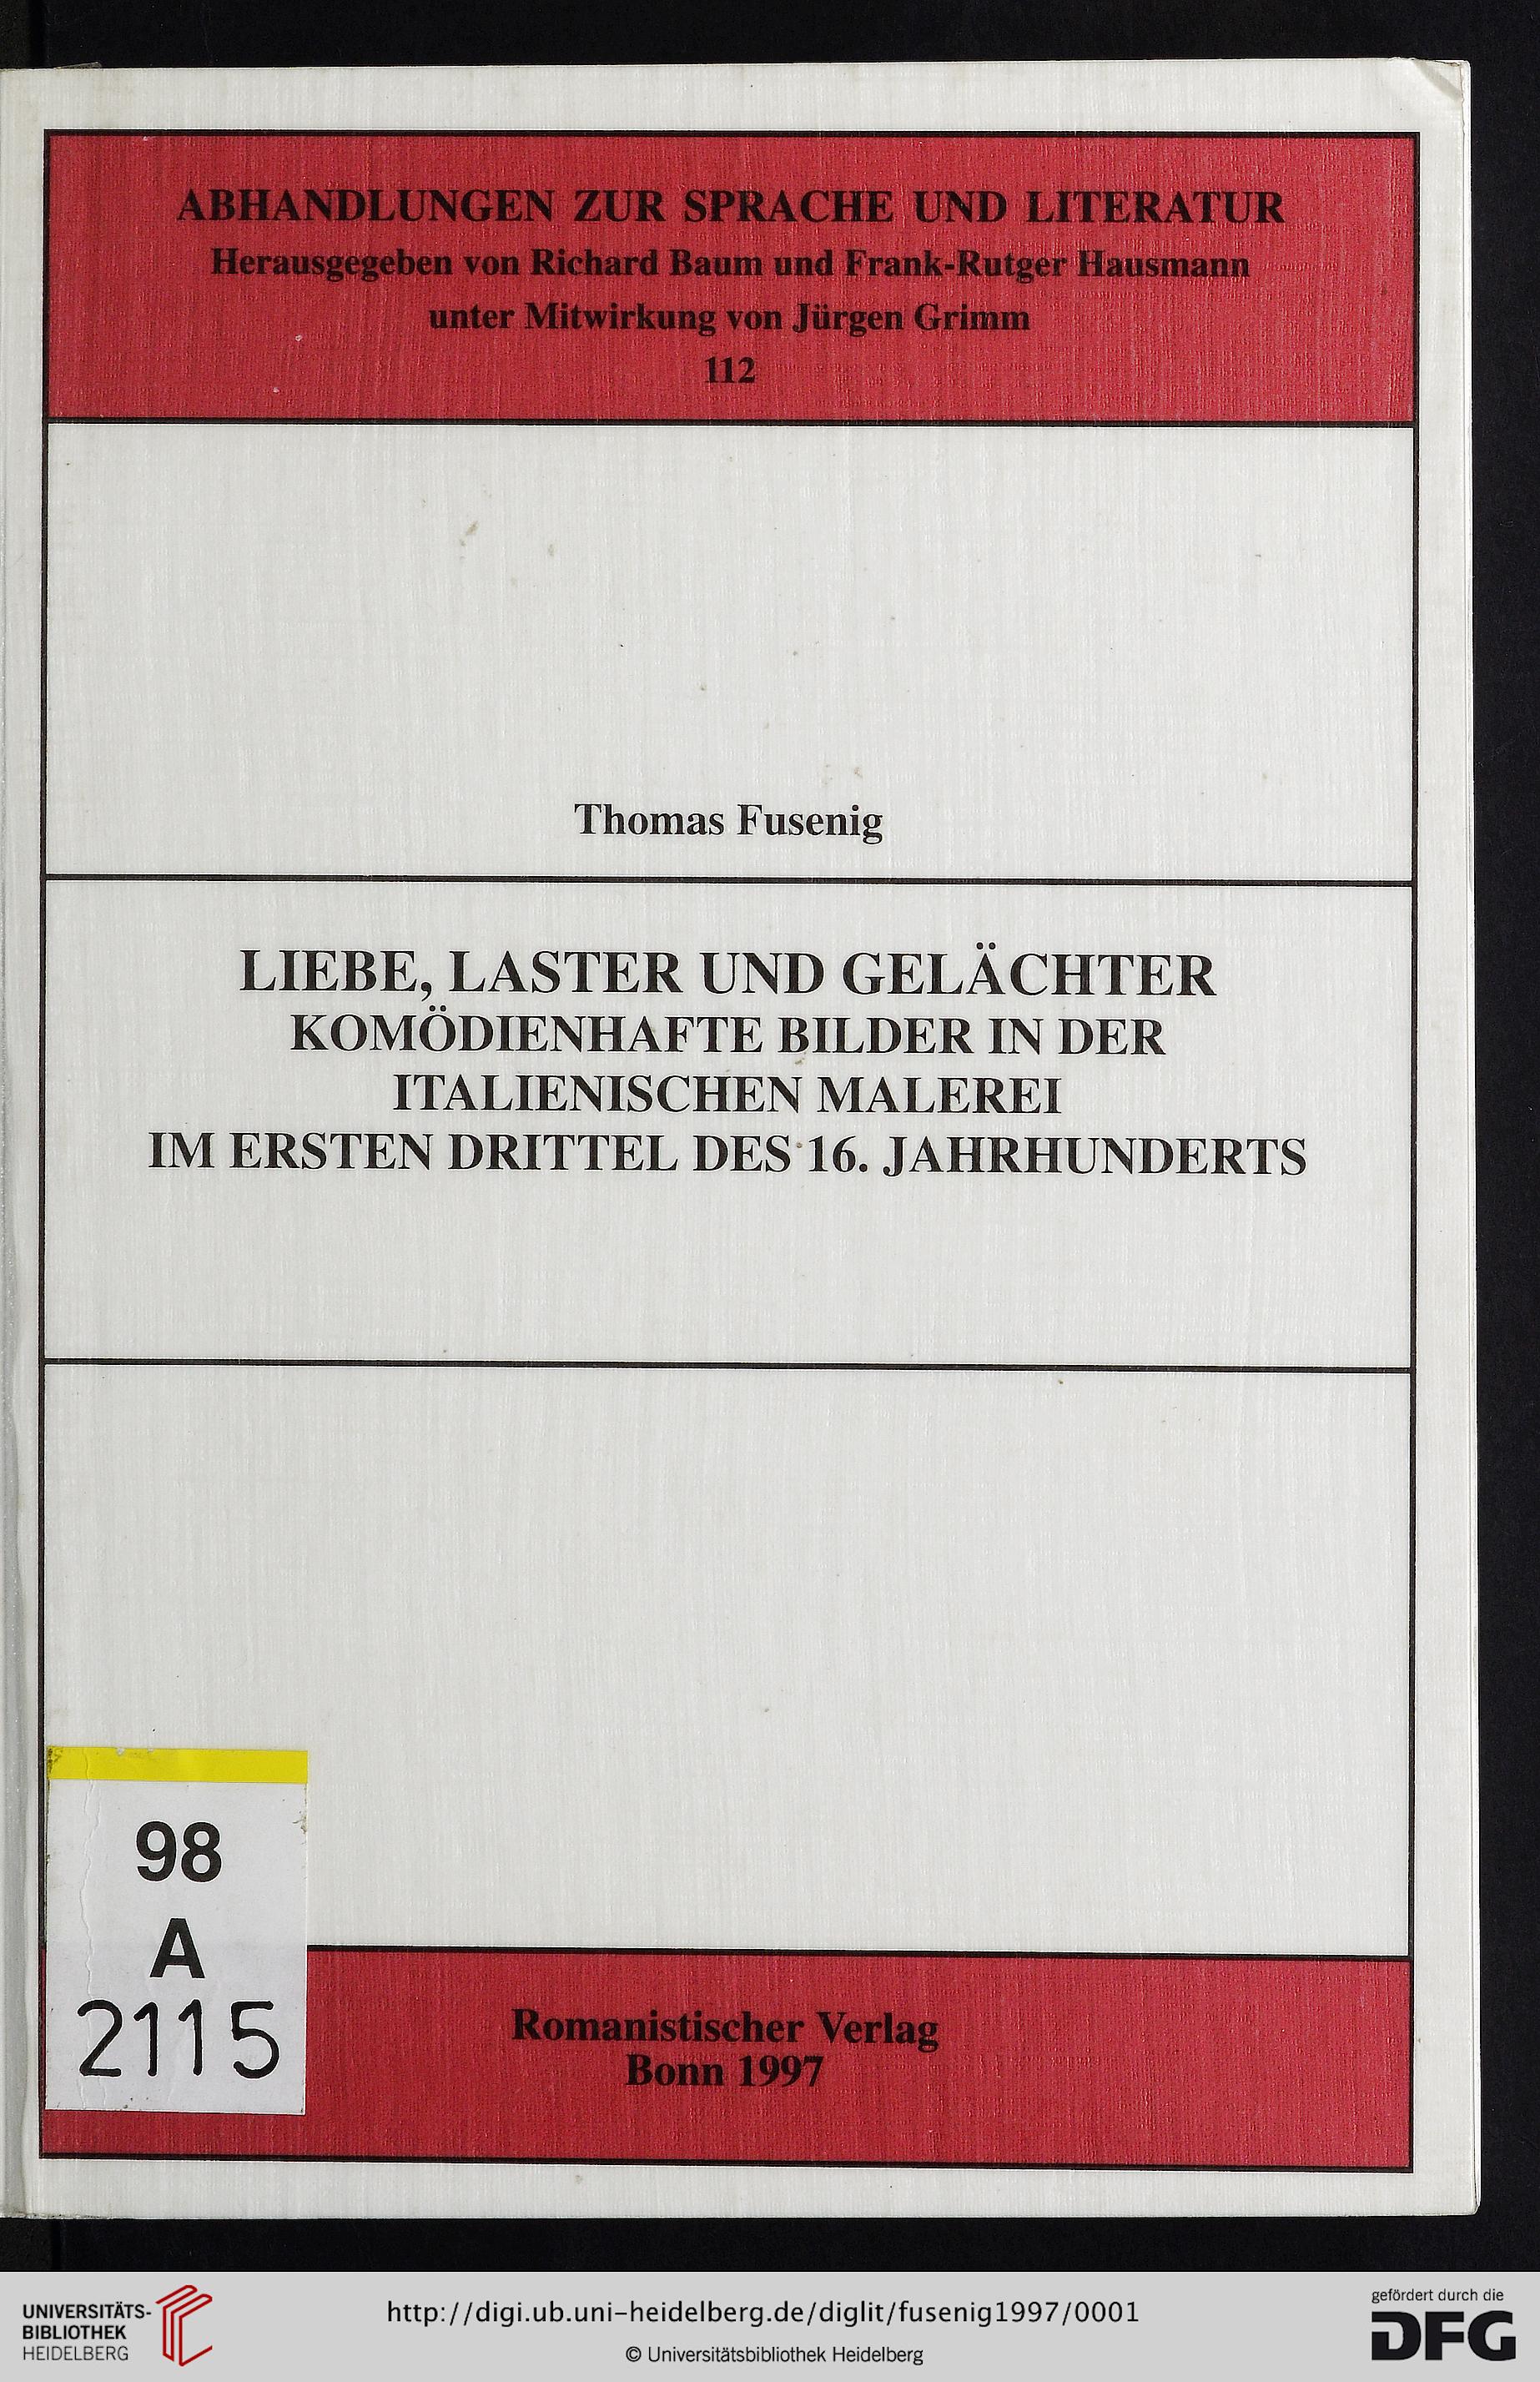 ABHANDLUNGEN ZUR SPRACHE UND LITERATUR
Herausgegeben von Richard Baum und Frank-Rutger Hausmann
unter Mitwirkung von Jürgen Grimm
112
Thomas Fusenig
LIEBE, LASTER UND GELÄCHTER
KOMÖDIENHAFTE BILDER IN DER
ITALIENISCHEN MALEREI
IM ERSTEN DRITTEL DES 16. JAHRHUNDERTS
98
A
2115
Romanistischer Verlag
Bonn 1997
UNIVERSITÄTS-
BIBLIOTHEK
HEIDELBERG
http://digi.ub.uni-heidelberg.de/diglit/fusenig1997/0001
© Universitätsbibliothek Heidelberg
gefördert durch die
DFG